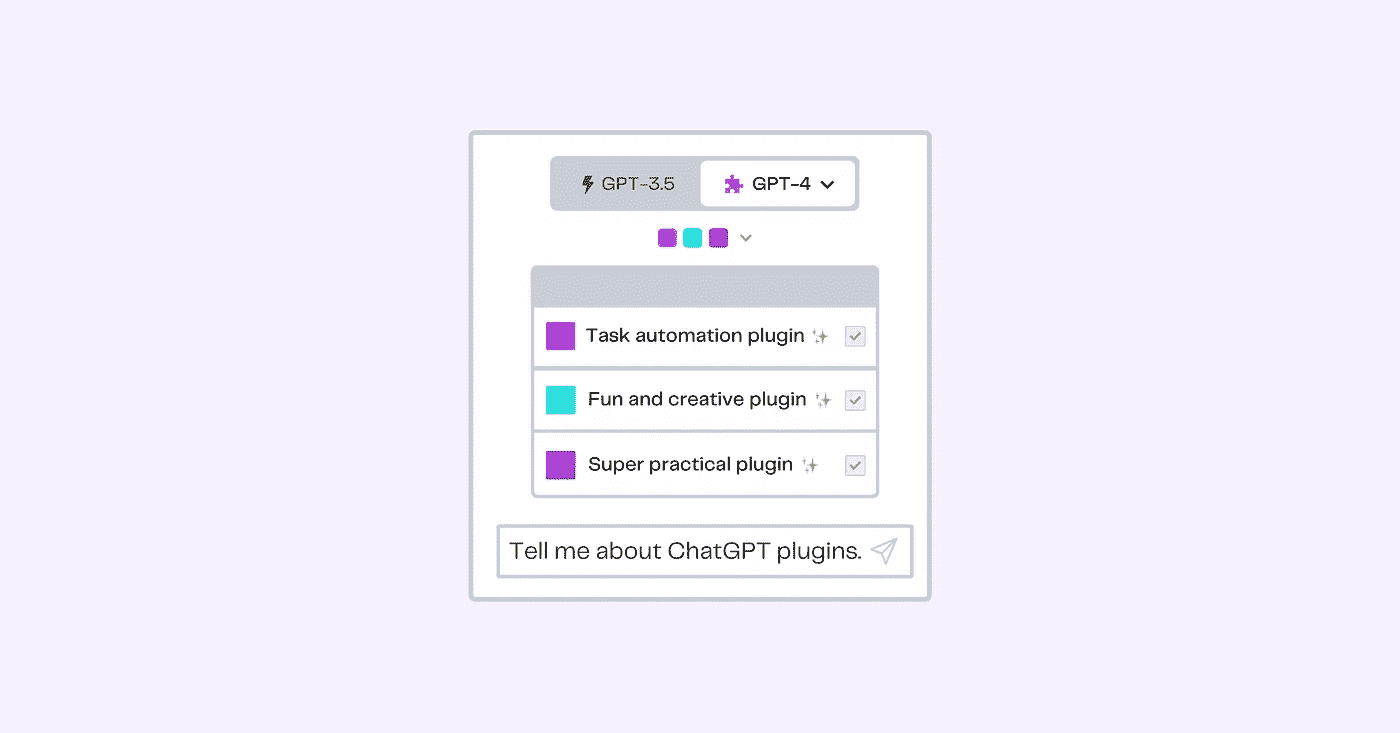 GPT-3.5
GPT-4
Task automation plugin
Fun and creative plugin
Super practical plugin
Tell me about ChatGPT plugins.